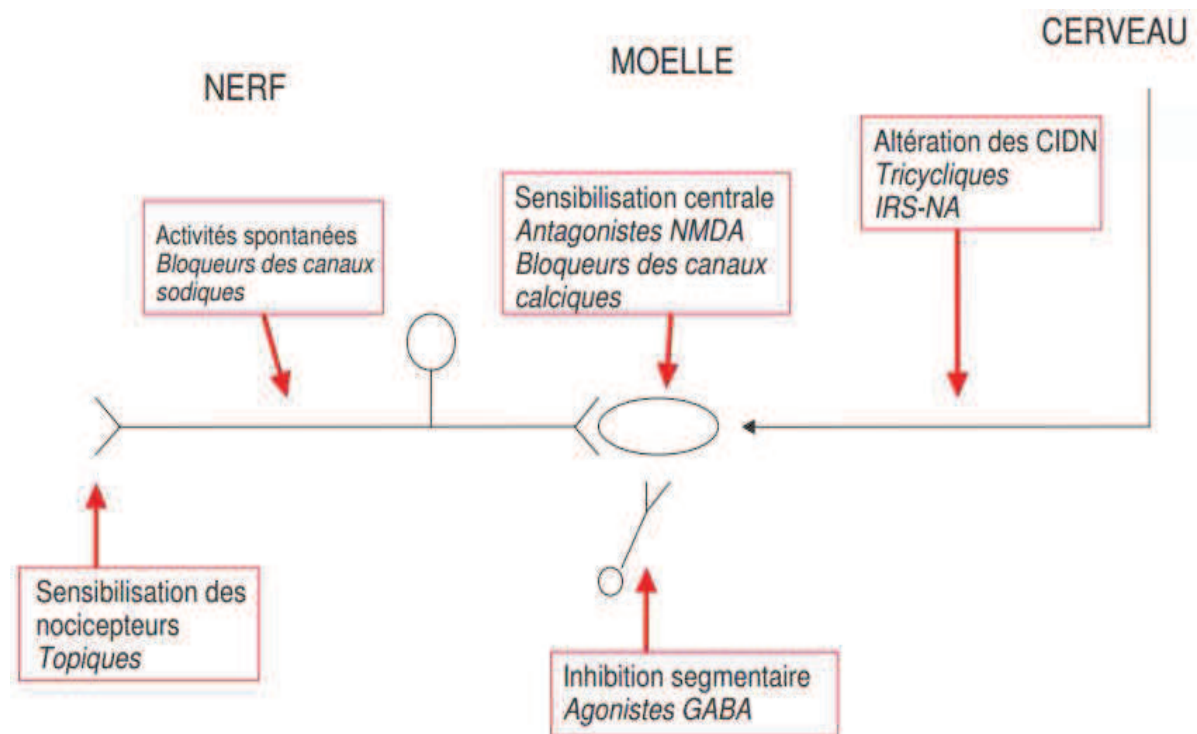 CERVEAU
MOELLE
NERF
Altération des CIDN
Tricycliques
IRS-NA
Sensibilisation centrale
Antagonistes NMDA
Bloqueurs des canaux
calciques
Activités spontanées
Bloqueurs des canaux
sodiques
Sensibilisation des
nocicepteurs
Topiques
Inhibition segmentaire
Agonistes GABA